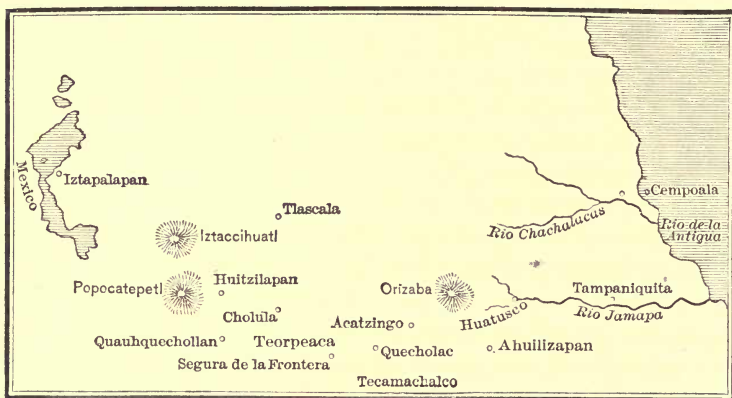 Mexico
Iztapalapan
Cempoala
Tlascala
Rio Chachalacas
Rio de la
Antigua
Iztaccihuatl
Popocatepetl
Huitzilapan
Orizaba
Tampaniquita
Cholula
Acatzingo
Huatusco
Rio Jamapa
Quauhquechollan
Teorpeaca
Quecholac
Ahuilizapan
Segura de la Frontera
Tecamachalco